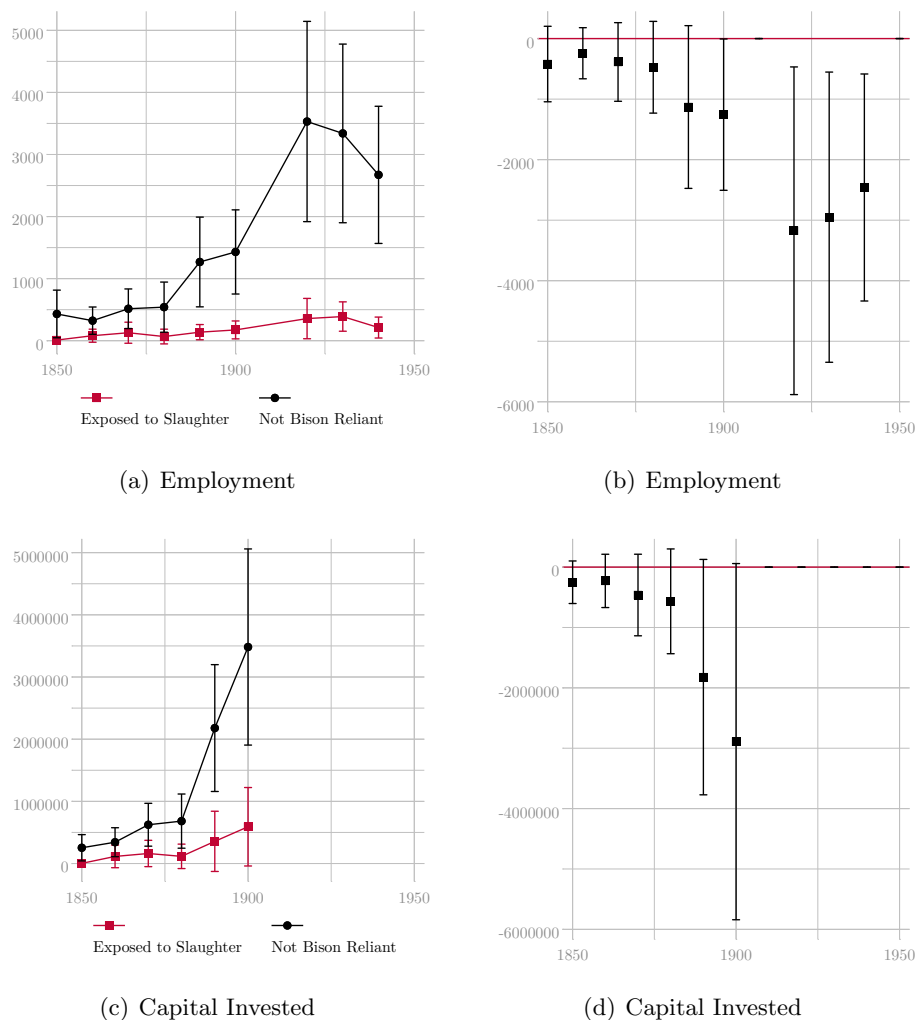 5000
4000
3000
2000
1000
0
1850 1900 1950
Exposed to Slaughter Not Bison Reliant
(a) Employment
0
-2000
-4000
-6000
1850 1900 1950
(b) Employment
5000000
4000000
3000000
2000000
1000000
0
1850 1900 1950
Exposed to Slaughter Not Bison Reliant
(c) Capital Invested
0
-2000000
-4000000
-6000000
1850 1900 1950
(d) Capital Invested